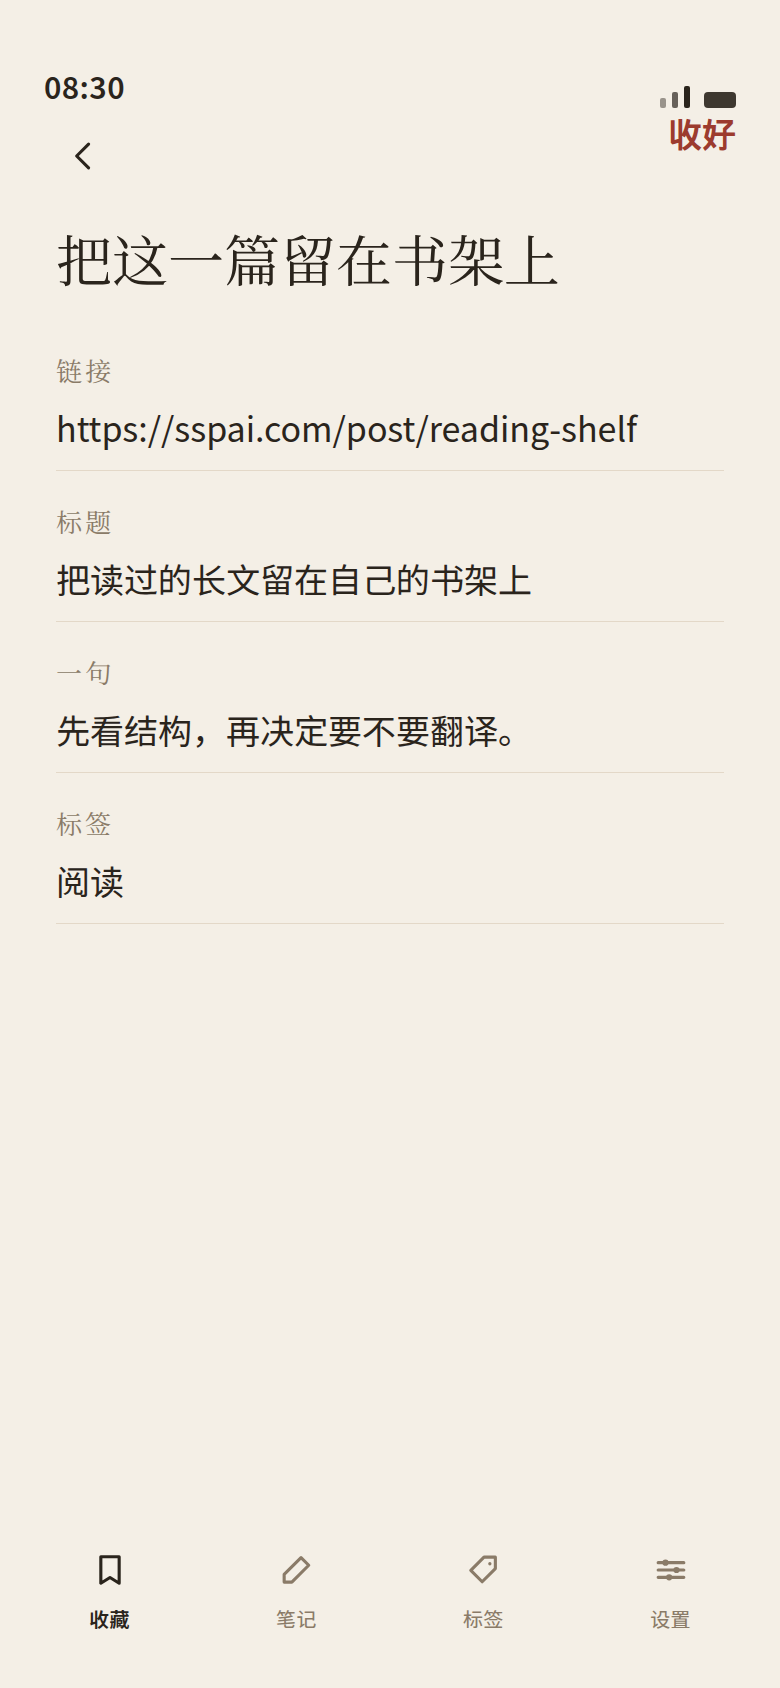 08:30
收好
把这一篇留在书架上
链接
https://sspai.com/post/reading-shelf
标题
把读过的长文留在自己的书架上
一句
先看结构，再决定要不要翻译。
标签
阅读
收藏
笔记
标签
设置